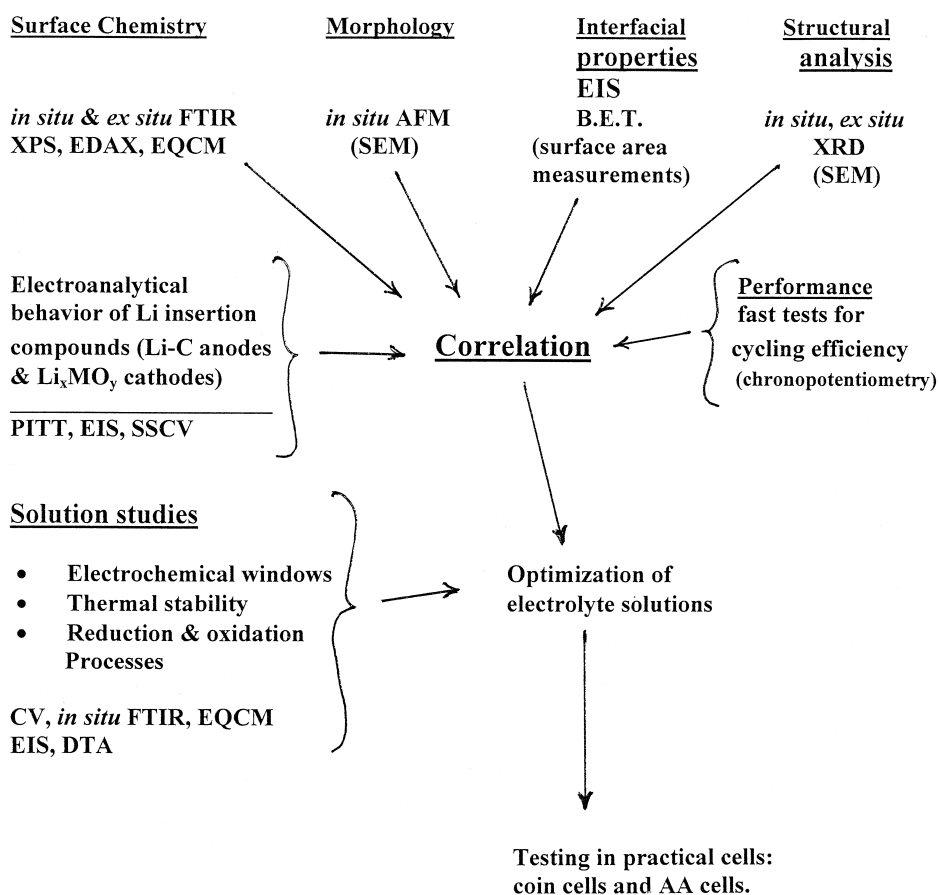 Surface Chemistry
in situ & ex situ FTIR
XPS, EDAX, EQCM
Morphology
in situ AFM
(SEM)
Interfacial
properties
EIS
B.E.T.
(surface area
measurements)
Structural
analysis
in situ, ex situ
XRD
(SEM)
Electroanalytical
behavior of Li insertion
compounds (Li-C anodes
& LixMOy cathodes)
PITT, EIS, SSCV
Correlation
Performance
fast tests for
cycling efficiency
(chronopotentiometry)
Solution studies
• Electrochemical windows
• Thermal stability
• Reduction & oxidation
Processes
CV, in situ FTIR, EQCM
EIS, DTA
Optimization of
electrolyte solutions
Testing in practical cells:
coin cells and AA cells.